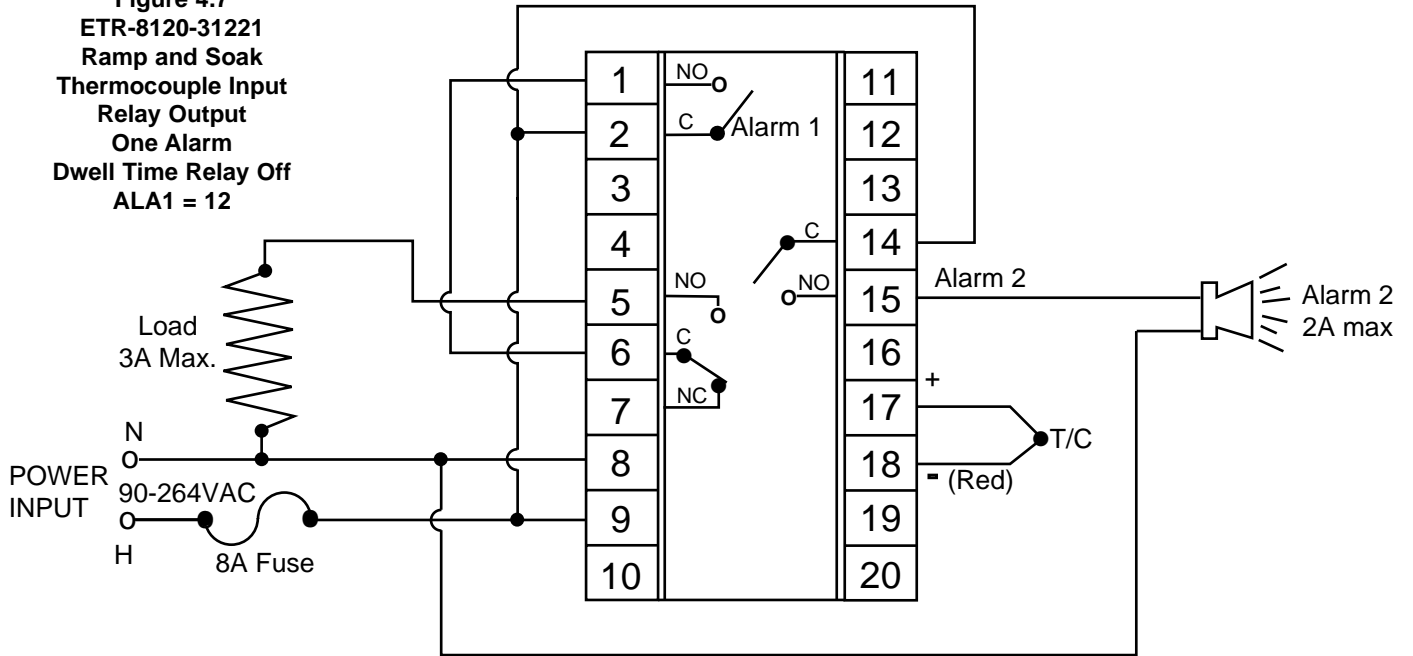 Figure 4.7
ETR-8120-31221
Ramp and Soak
Thermocouple Input
Relay Output
One Alarm
Dwell Time Relay Off
ALA1 = 12
1
2
3
4
5
6
7
8
9
10
NO
C
Alarm 1
NO
C
NC
C
NO
11
12
13
14
15
16
17
18
19
20
Load
3A Max.
N
POWER
INPUT
90-264VAC
H
8A Fuse
Alarm 2
Alarm 2
2A max
+
T/C
- (Red)